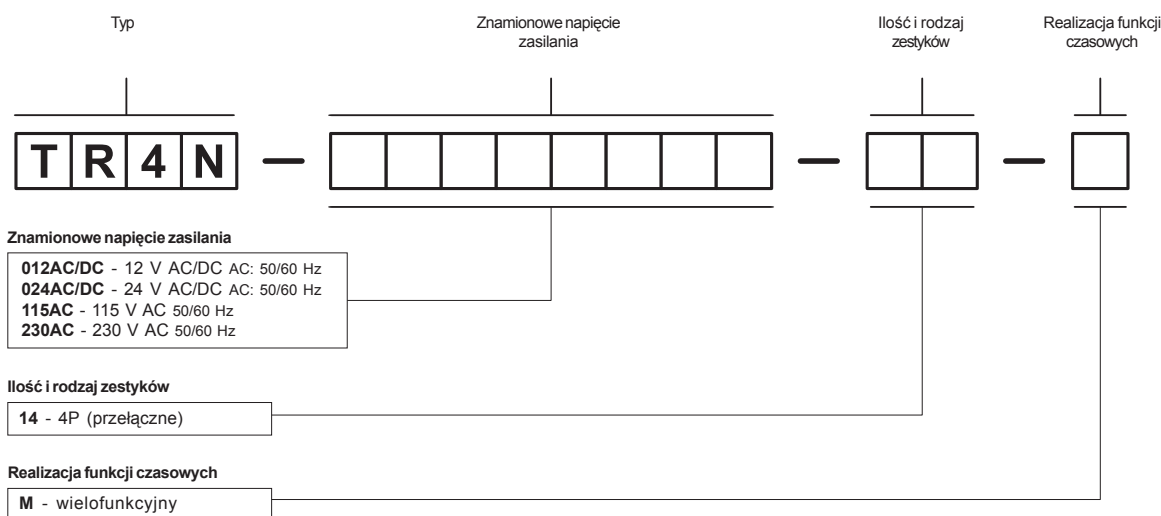 Typ
Znamionowe napięcie
zasilania
Ilość i rodzaj
zestyków
Realizacja funkcji
czasowych
TR4N – –  –
Znamionowe napięcie zasilania
012AC/DC - 12 V AC/DC AC: 50/60 Hz
024AC/DC - 24 V AC/DC AC: 50/60 Hz
115AC - 115 V AC 50/60 Hz
230AC - 230 V AC 50/60 Hz
Ilość i rodzaj zestyków
14 - 4P (przełączne)
Realizacja funkcji czasowych
M - wielofunkcyjny